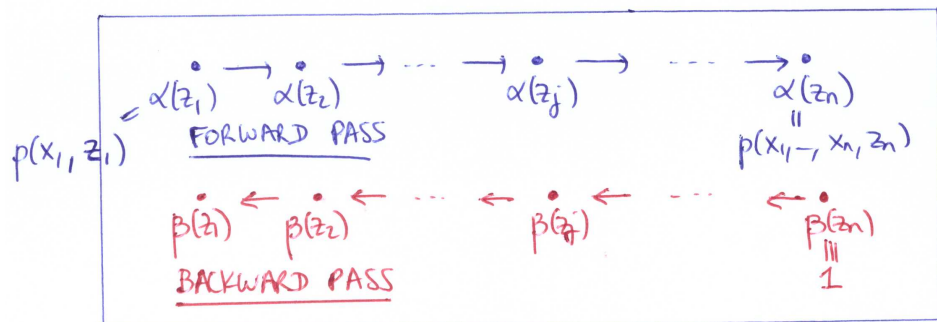 α(z₁) α(z₂) α(zⱼ) α(zₙ)
p(x₁, z₁)
FORWARD PASS
=
p(x₁,-, xₙ, zₙ)
β(z₁) β(z₂) β(zⱼ) β(zₙ)
BACKWARD PASS
≡
1